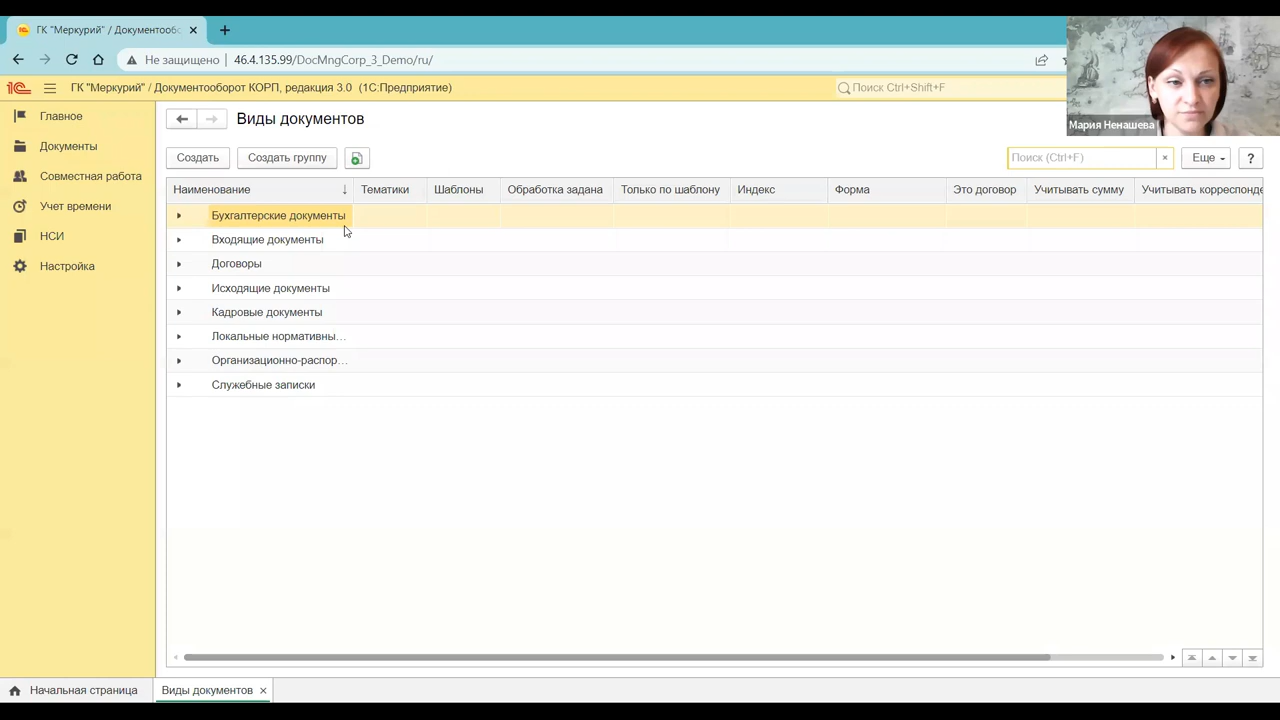 ГК "Меркурий" / Документообс
Не защищено
46.4.135.99/DocMngCorp_3_Demo/ru/
1С
ГК "Меркурий" / Документооборот КОРП, редакция 3.0 (1С:Предприятие)
Поиск Ctrl+Shift+F
Мария Ненашева
Главное
Документы
Совместная работа
Учет времени
НСИ
Настройка
Виды документов
Создать
Создать группу
Поиск (Ctrl+F)
×
Еще
?
Наименование ↓ Тематики Шаблоны Обработка задана Только по шаблону Индекс Форма Это договор Учитывать сумму Учитывать корреспонде
Бухгалтерские документы
Входящие документы
Договоры
Исходящие документы
Кадровые документы
Локальные нормативны...
Организационно-распор...
Служебные записки
Начальная страница
Виды документов ×